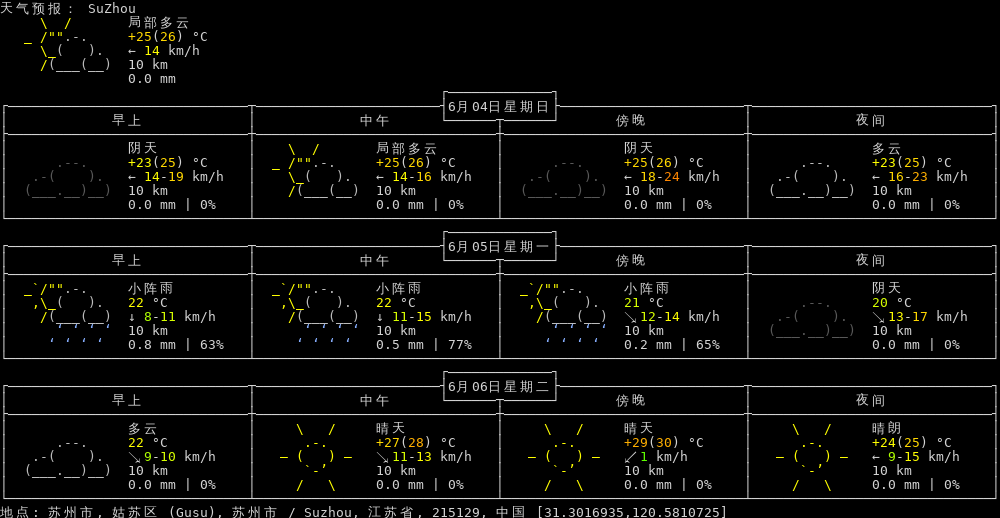 天气预报： SuZhou
局部多云
+25(26) °C
← 14 km/h
10 km
0.0 mm
6月04日星期日
早上 中午 傍晚 夜间
阴天 局部多云 阴天 多云
+23(25) °C +25(26) °C +25(26) °C +23(25) °C
← 14-19 km/h ← 14-16 km/h ← 18-24 km/h ← 16-23 km/h
10 km 10 km 10 km 10 km
0.0 mm | 0% 0.0 mm | 0% 0.0 mm | 0% 0.0 mm | 0%
6月05日星期一
早上 中午 傍晚 夜间
小阵雨 小阵雨 小阵雨 阴天
22 °C 22 °C 21 °C 20 °C
↓ 8-11 km/h ↓ 11-15 km/h ↘ 12-14 km/h ↘ 13-17 km/h
10 km 10 km 10 km 10 km
0.8 mm | 63% 0.5 mm | 77% 0.2 mm | 65% 0.0 mm | 0%
6月06日星期二
早上 中午 傍晚 夜间
多云 晴天 晴天 晴朗
22 °C +27(28) °C +29(30) °C +24(25) °C
↘ 9-10 km/h ↘ 11-13 km/h ↙ 1 km/h ← 9-15 km/h
10 km 10 km 10 km 10 km
0.0 mm | 0% 0.0 mm | 0% 0.0 mm | 0% 0.0 mm | 0%
地点: 苏州市, 姑苏区 (Gusu), 苏州市 / Suzhou, 江苏省, 215129, 中国 [31.3016935,120.5810725]